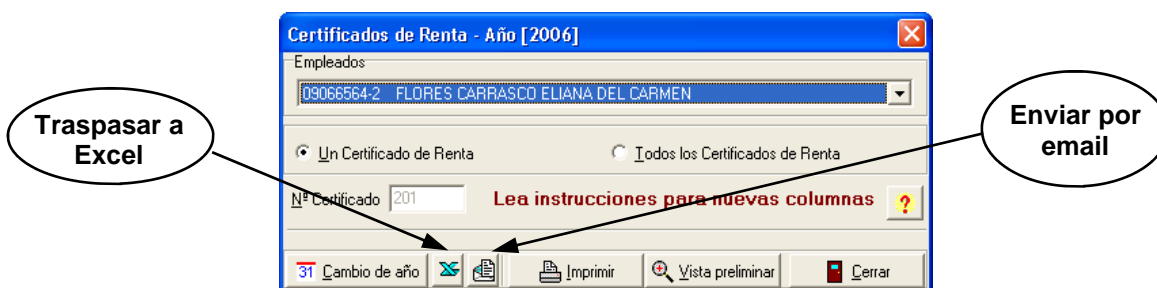 Certificados de Renta - Año [2006]
Empleados
09066564-2 FLORES CARRASCO ELIANA DEL CARMEN
Traspasar a
Excel
Enviar por
email
Un Certificado de Renta
Todos los Certificados de Renta
Nº Certificado 201 Lea instrucciones para nuevas columnas ?
31 Cambio de año Imprimir Vista preliminar Cerrar